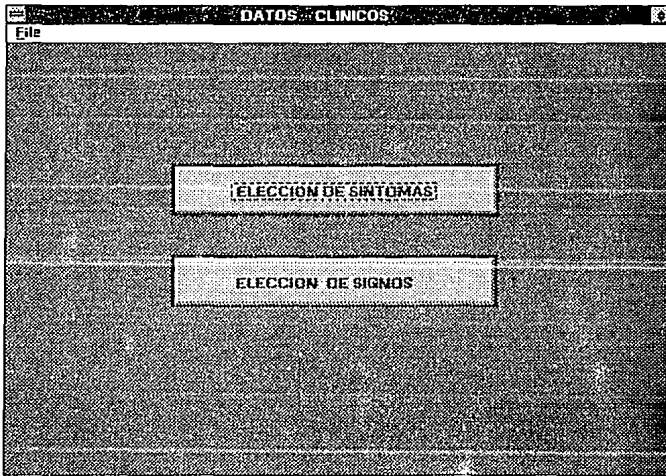 DATOS CLINICOS
File
ELECCION DE SINTOMAS
ELECCION DE SIGNOS